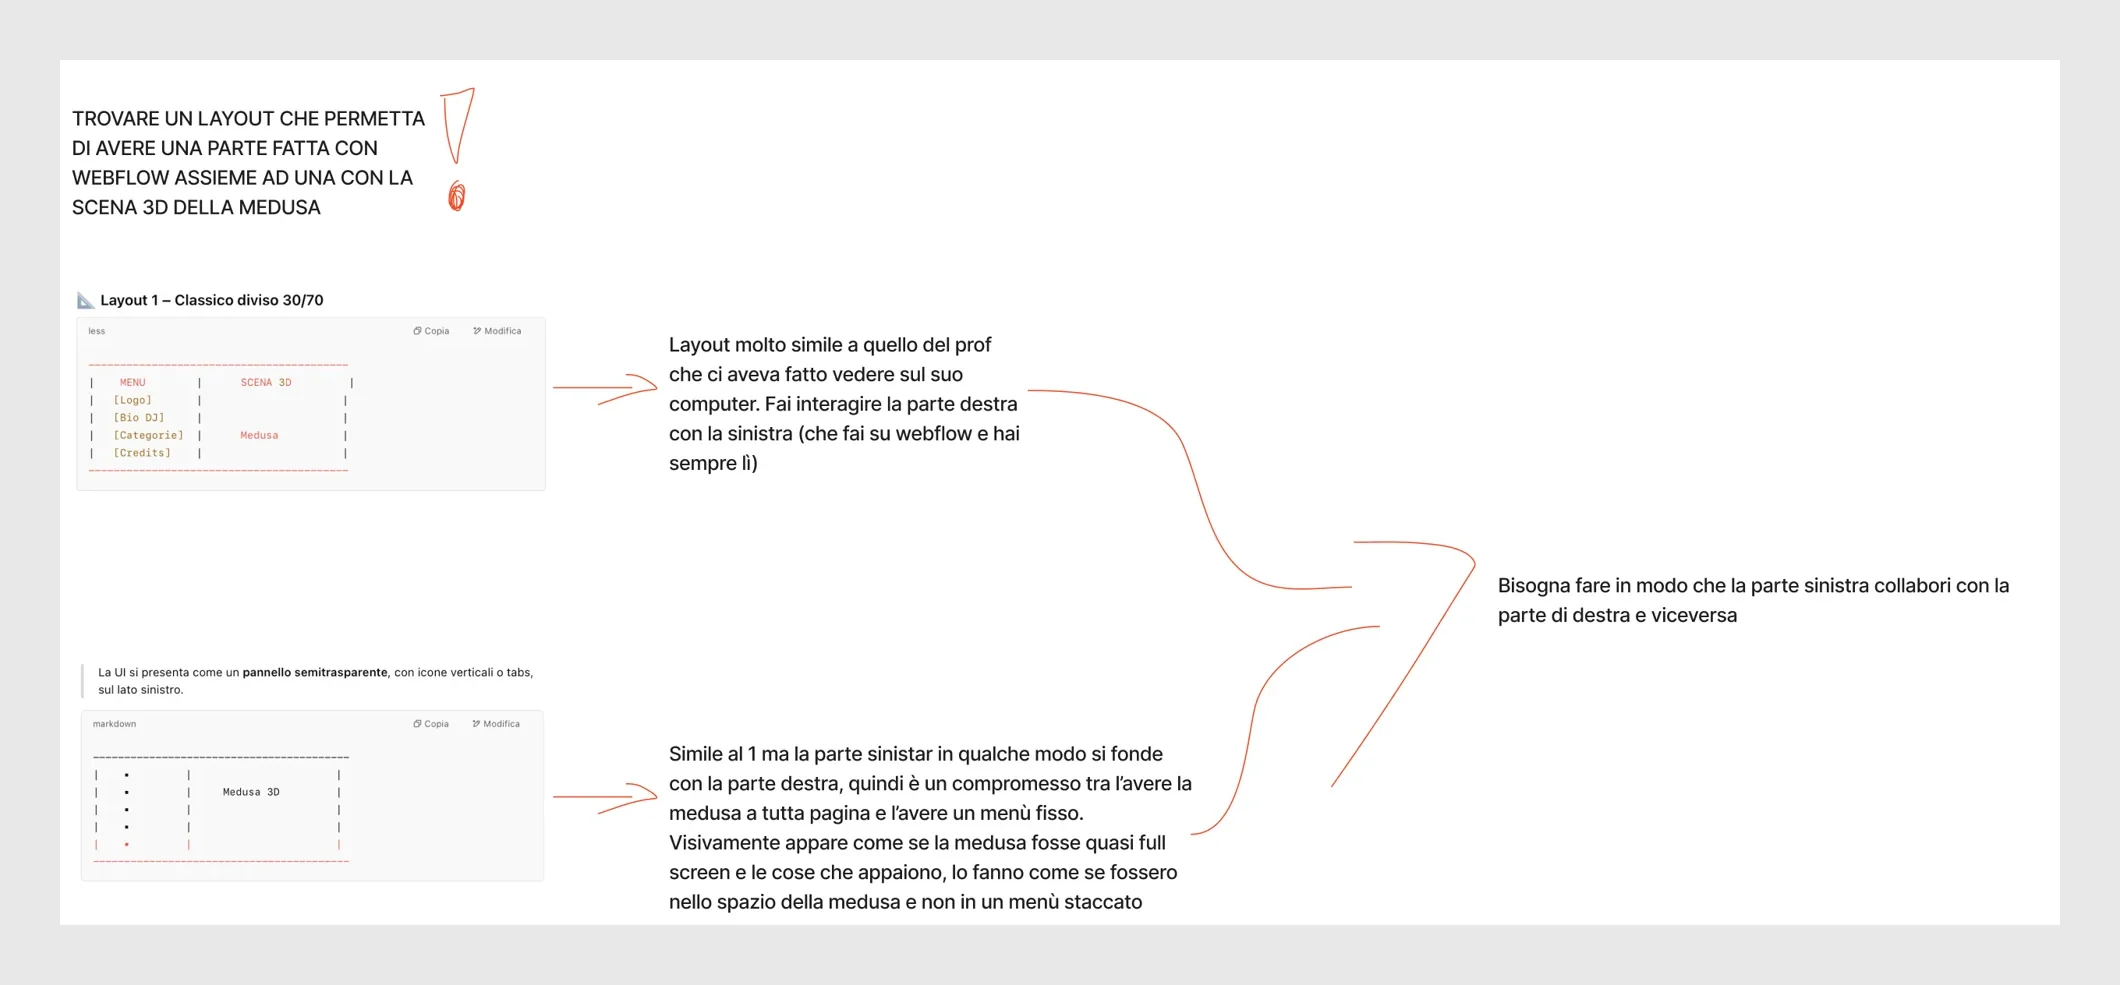 TROVARE UN LAYOUT CHE PERMETTA
DI AVERE UNA PARTE FATTA CON
WEBFLOW ASSIEME AD UNA CON LA
SCENA 3D DELLA MEDUSA
!
📐 Layout 1 – Classico diviso 30/70
less Copia Modifica
------------------------------------------
| MENU | SCENA 3D |
| [Logo] | |
| [Bio DJ] | |
| [Categorie] | Medusa |
| [Credits] | |
------------------------------------------
Layout molto simile a quello del prof
che ci aveva fatto vedere sul suo
computer. Fai interagire la parte destra
con la sinistra (che fai su webflow e hai
sempre lì)
Bisogna fare in modo che la parte sinistra collabori con la
parte di destra e viceversa
La UI si presenta come un pannello semitrasparente, con icone verticali o tabs,
sul lato sinistro.
markdown Copia Modifica
------------------------------------------
| ▪ | |
| ▪ | Medusa 3D |
| ▪ | |
| ▪ | |
| * | |
------------------------------------------
Simile al 1 ma la parte sinistar in qualche modo si fonde
con la parte destra, quindi è un compromesso tra l’avere la
medusa a tutta pagina e l’avere un menù fisso.
Visivamente appare come se la medusa fosse quasi full
screen e le cose che appaiono, lo fanno come se fossero
nello spazio della medusa e non in un menù staccato